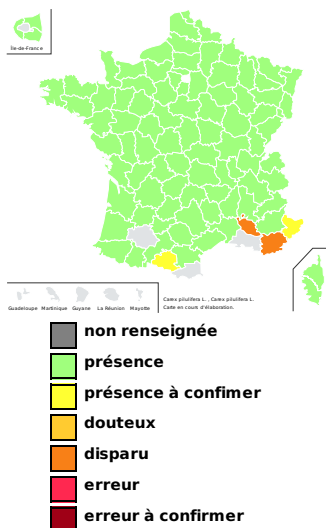 Île-de-France
Guadeloupe Martinique Guyane La Réunion Mayotte
Carex pilulifera L. , Carex pilulifera L.
Carte en cours d'élaboration.
non renseignée
présence
présence à confimer
douteux
disparu
erreur
erreur à confirmer